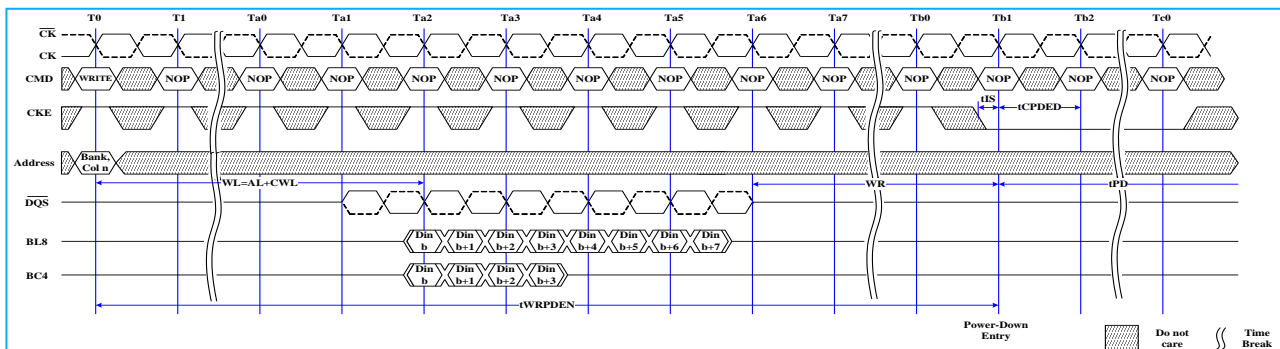 T0 T1 Ta0 Ta1 Ta2 Ta3 Ta4 Ta5 Ta6 Ta7 Tb0 Tb1 Tb2 Tc0
CK
CK
CMD WRITE NOP NOP NOP NOP NOP NOP NOP NOP NOP NOP NOP NOP NOP
tIS
tCPDED
CKE
Address Bank,
Col n
WL=AL+CWL WR tPD
DQS
BL8 Din b Din b+1 Din b+2 Din b+3 Din b+4 Din b+5 Din b+6 Din b+7
BC4 Din b Din b+1 Din b+2 Din b+3
tWRPDEN
Power-Down
Entry
Do not
care
Time
Break